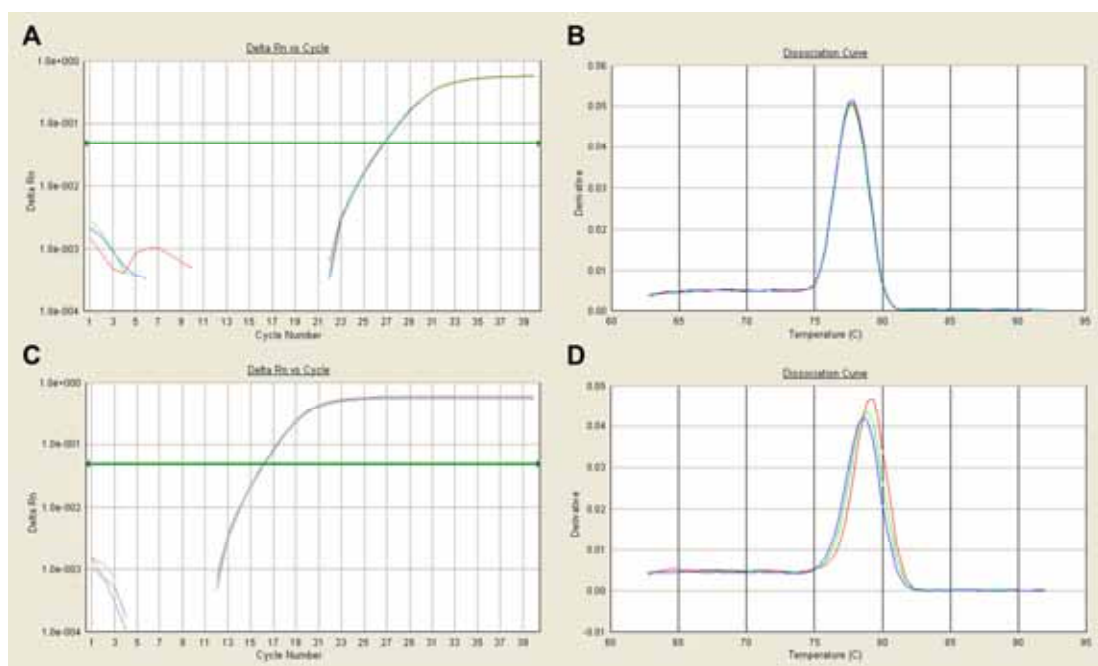 A
Delta Rn vs Cycle
1.0e+000
1.0e-001
1.0e-002
1.0e-003
1.0e-004
Delta Rn
1 3 5 7 9 11 13 15 17 19 21 23 25 27 29 31 33 35 37 39
Cycle Number
B
Dissociation Curve
0.06
0.05
0.04
0.03
0.02
0.01
0.00
Derivative
60 65 70 75 80 85 90 95
Temperature (C)
C
Delta Rn vs Cycle
1.0e+000
1.0e-001
1.0e-002
1.0e-003
1.0e-004
Delta Rn
1 3 5 7 9 11 13 15 17 19 21 23 25 27 29 31 33 35 37 39
Cycle Number
D
Dissociation Curve
0.05
0.04
0.03
0.02
0.01
0.00
-0.01
Derivative
60 65 70 75 80 85 90 95
Temperature (C)